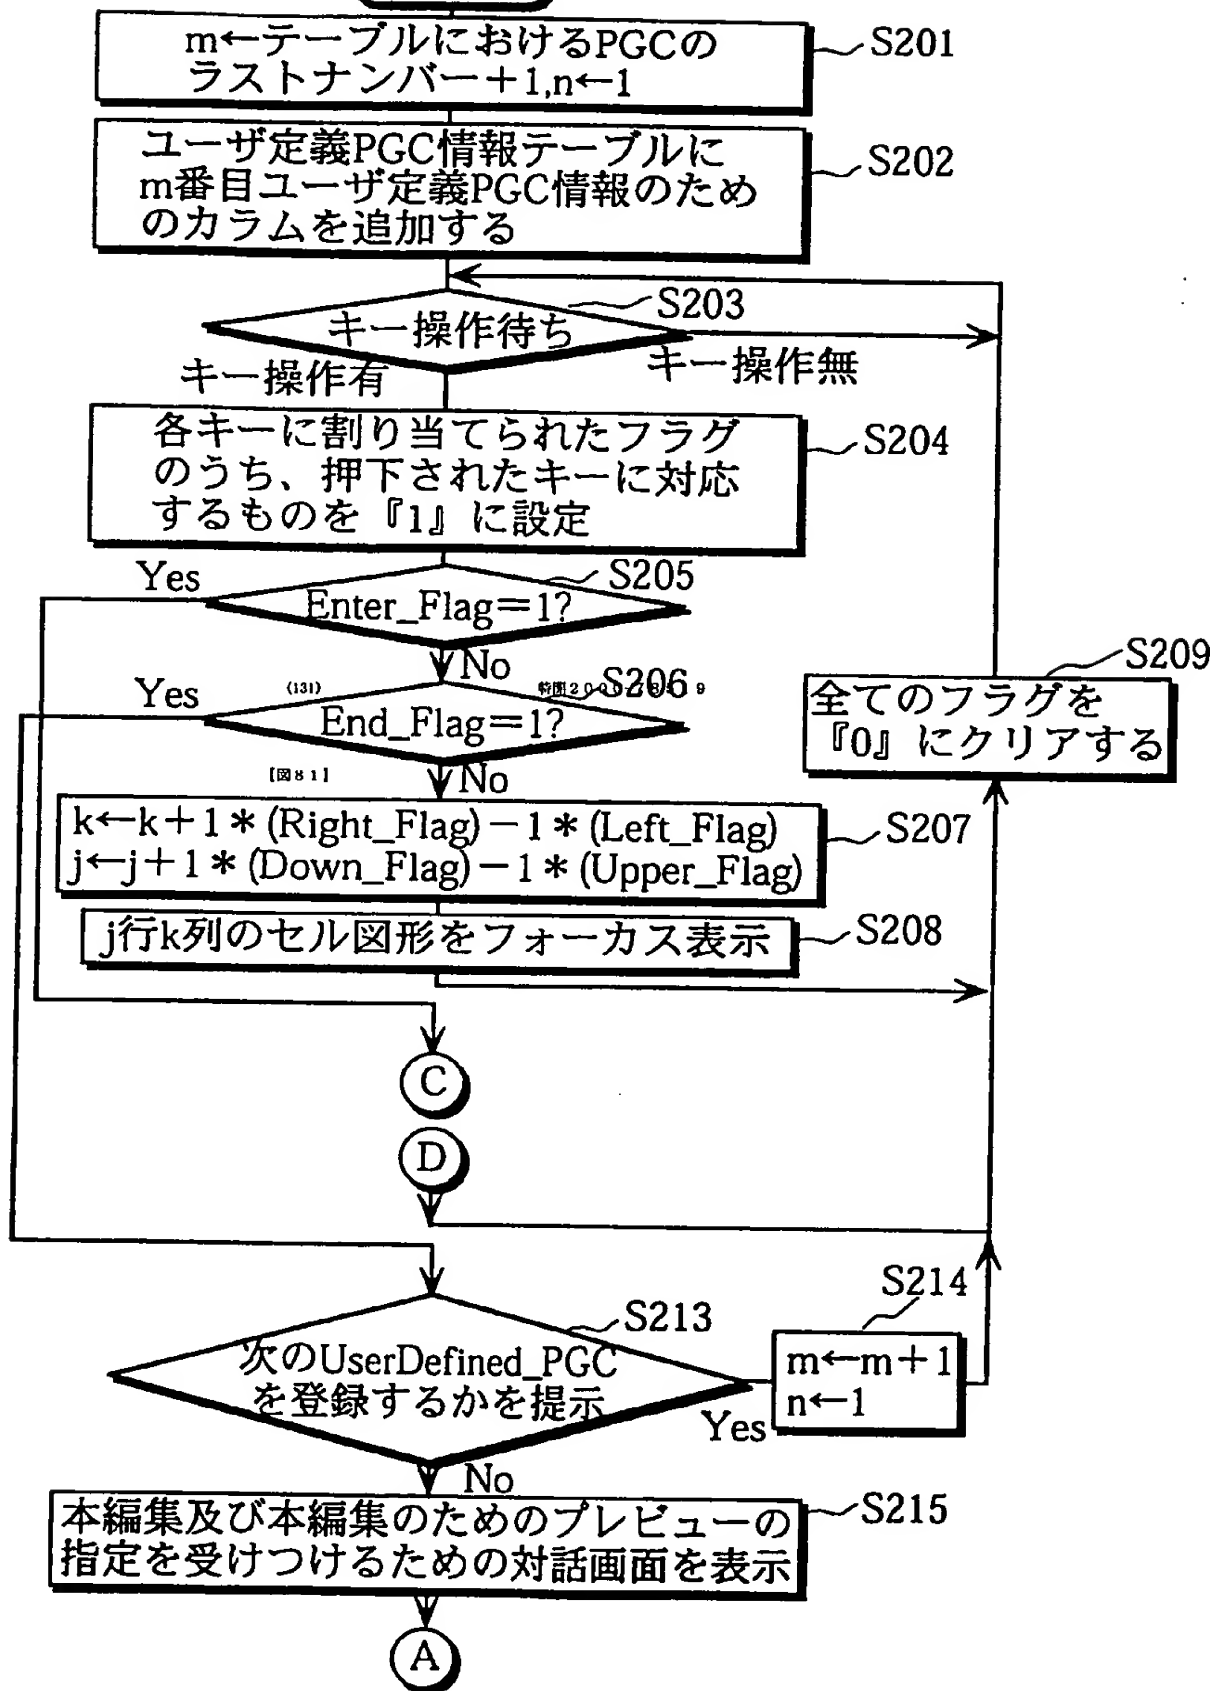 m←テーブルにおけるPGCの
ラストナンバー+1,n←1
S201
ユーザ定義PGC情報テーブルに
m番目ユーザ定義PGC情報のため
のカラムを追加する
S202
キー操作待ち
S203
キー操作有
キー操作無
各キーに割り当てられたフラグ
のうち、押下されたキーに対応
するものを『1』に設定
S204
Yes
Enter_Flag=1?
S205
No
(131)
Yes
End_Flag=1?
S206
No
【図81】
k←k+1*(Right_Flag)-1*(Left_Flag)
j←j+1*(Down_Flag)-1*(Upper_Flag)
S207
j行k列のセル図形をフォーカス表示
S208
全てのフラグを
『0』にクリアする
S209
C
D
次のUserDefined_PGC
を登録するかを提示
S213
Yes
m←m+1
n←1
S214
No
本編集及び本編集のためのプレビューの
指定を受けつけるための対話画面を表示
S215
A